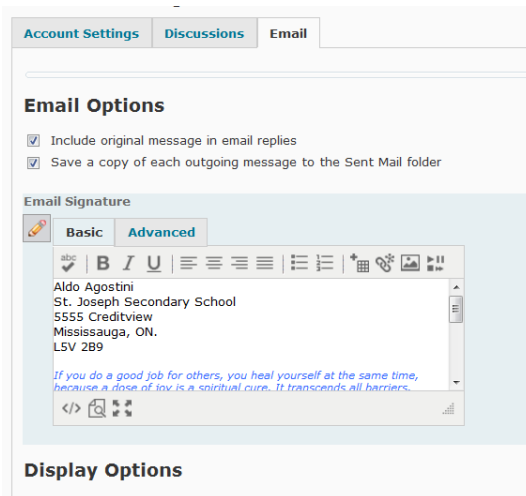 Account Settings Discussions Email
Email Options
Include original message in email replies
Save a copy of each outgoing message to the Sent Mail folder
Email Signature
Basic Advanced
abc B I U
Aldo Agostini
St. Joseph Secondary School
5555 Creditview
Mississauga, ON.
L5V 2B9
If you do a good job for others, you heal yourself at the same time,
because a dose of joy is a spiritual cure. It transcends all barriers.
</>
Display Options